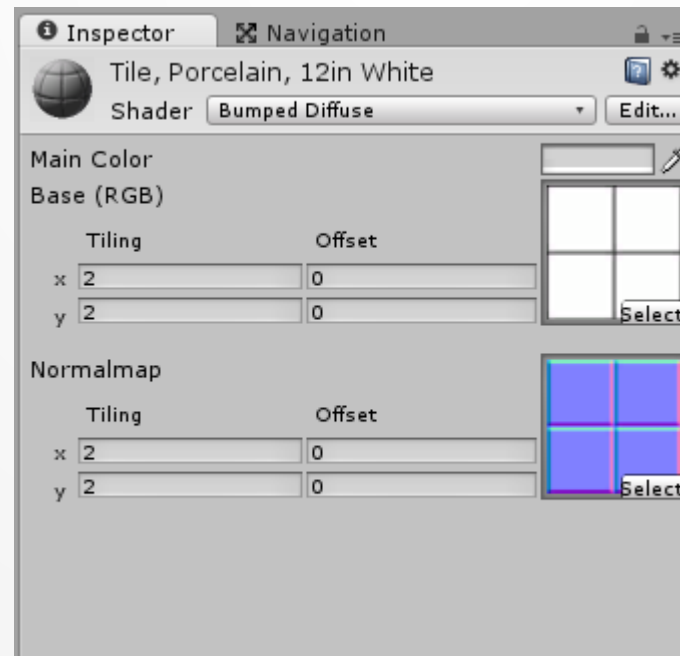 Inspector Navigation
Tile, Porcelain, 12in White
Shader Bumped Diffuse Edit...
Main Color
Base (RGB)
Tiling Offset
x 2 0
y 2 0
Select
Normalmap
Tiling Offset
x 2 0
y 2 0
Select